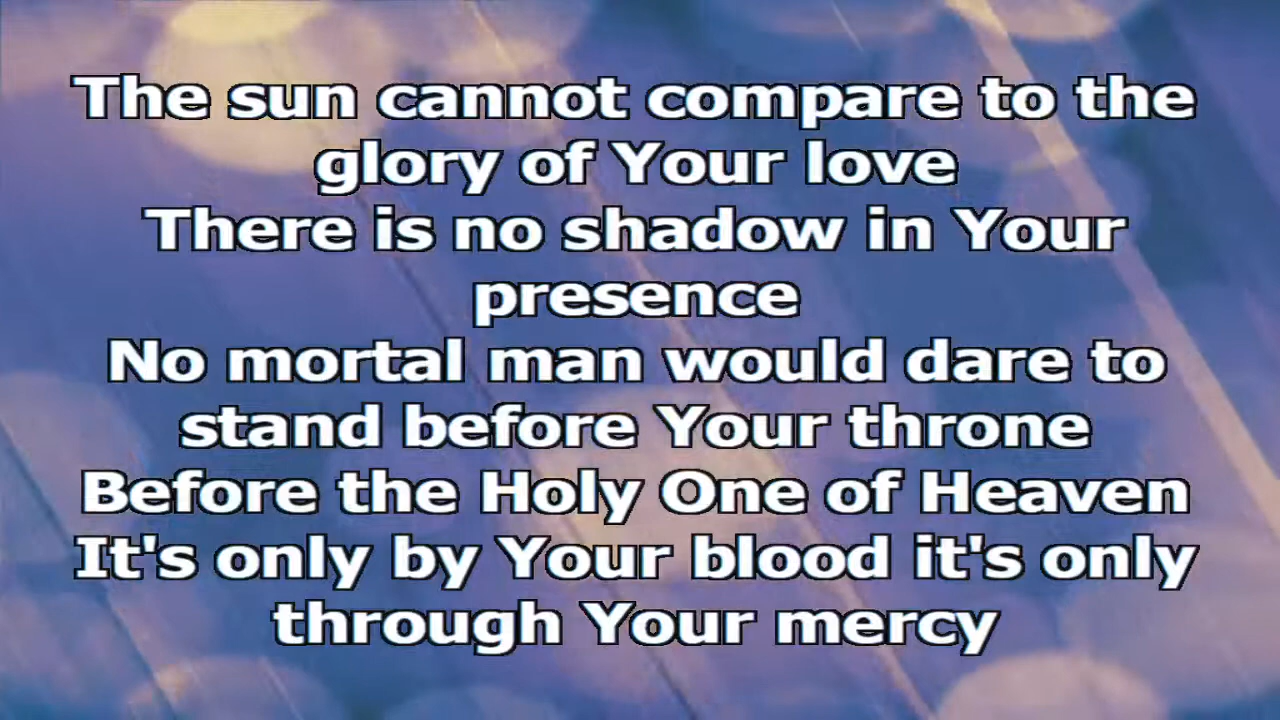 The sun cannot compare to the
glory of Your love
There is no shadow in Your
presence
No mortal man would dare to
stand before Your throne
Before the Holy One of Heaven
It's only by Your blood it's only
through Your mercy